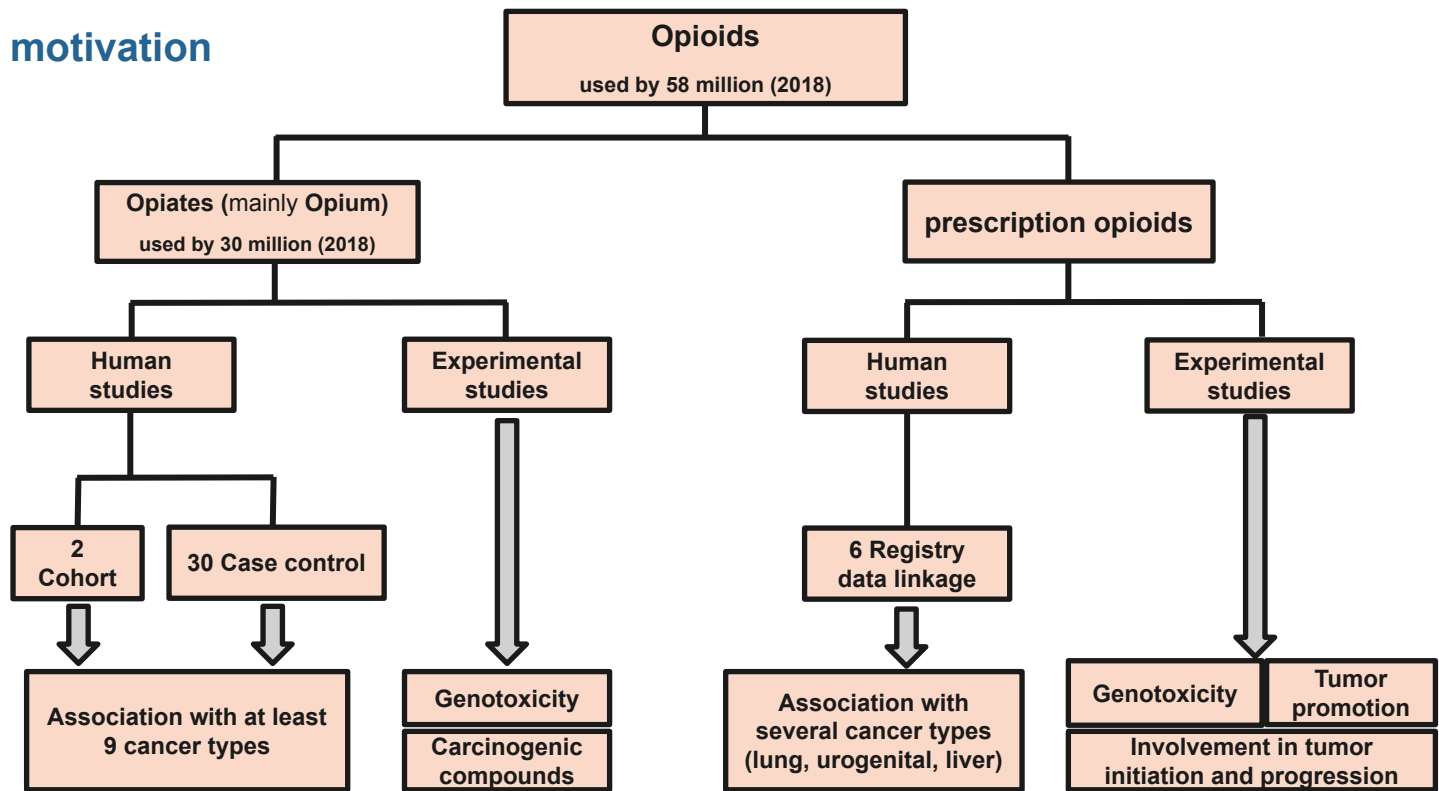 motivation
Opioids
used by 58 million (2018)
Opiates (mainly Opium)
used by 30 million (2018)
prescription opioids
Human
studies
Experimental
studies
Human
studies
Experimental
studies
2
Cohort
30 Case control
6 Registry
data linkage
Association with at least
9 cancer types
Genotoxicity
Carcinogenic
compounds
Association with
several cancer types
(lung, urogenital, liver)
Genotoxicity
Tumor
promotion
Involvement in tumor
initiation and progression